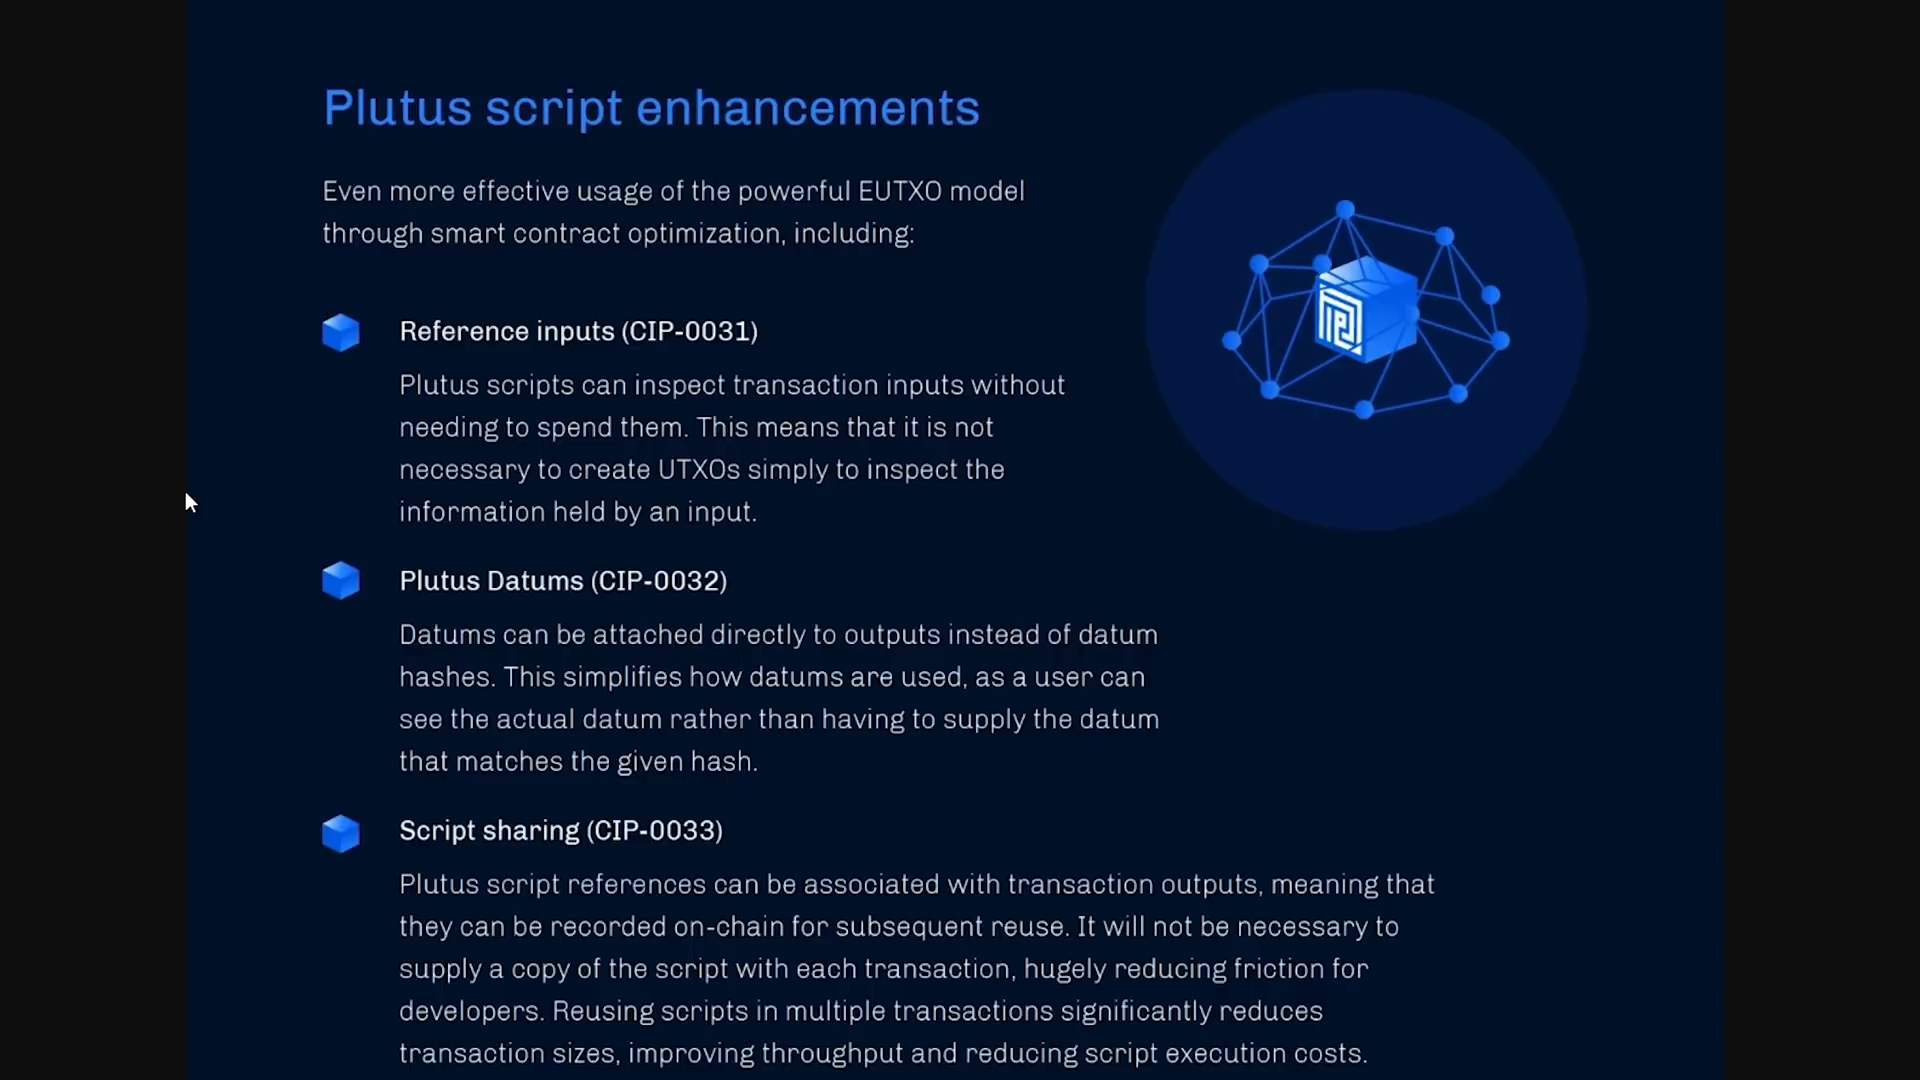 Plutus script enhancements
Even more effective usage of the powerful EUTXO model
through smart contract optimization, including:
Reference inputs (CIP-0031)
Plutus scripts can inspect transaction inputs without
needing to spend them. This means that it is not
necessary to create UTXOs simply to inspect the
information held by an input.
Plutus Datums (CIP-0032)
Datums can be attached directly to outputs instead of datum
hashes. This simplifies how datums are used, as a user can
see the actual datum rather than having to supply the datum
that matches the given hash.
Script sharing (CIP-0033)
Plutus script references can be associated with transaction outputs, meaning that
they can be recorded on-chain for subsequent reuse. It will not be necessary to
supply a copy of the script with each transaction, hugely reducing friction for
developers. Reusing scripts in multiple transactions significantly reduces
transaction sizes, improving throughput and reducing script execution costs.